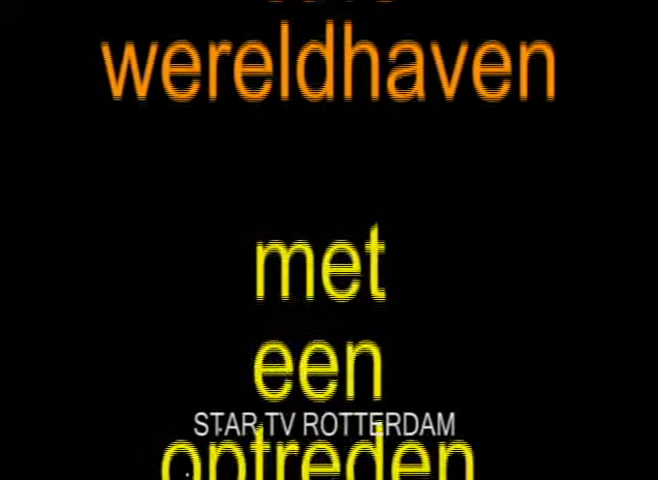 wereldhaven
met
een
STAR TV ROTTERDAM
optreden